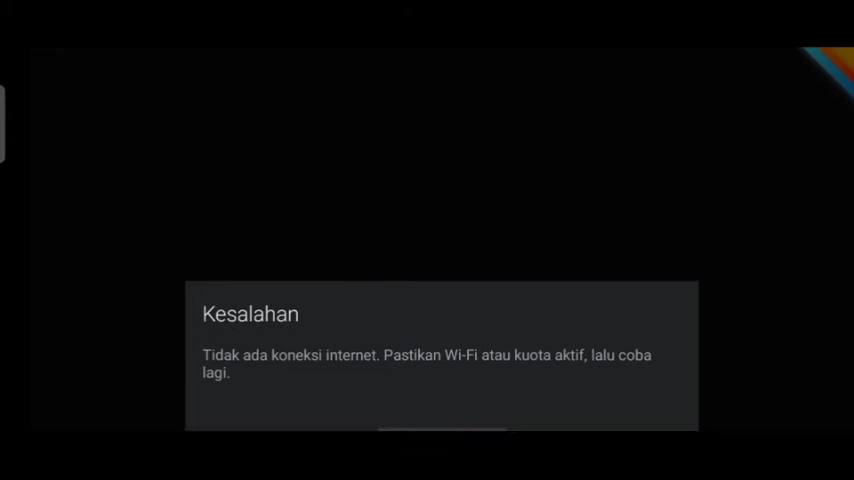 Kesalahan
Tidak ada koneksi internet. Pastikan Wi-Fi atau kuota aktif, lalu coba
lagi.